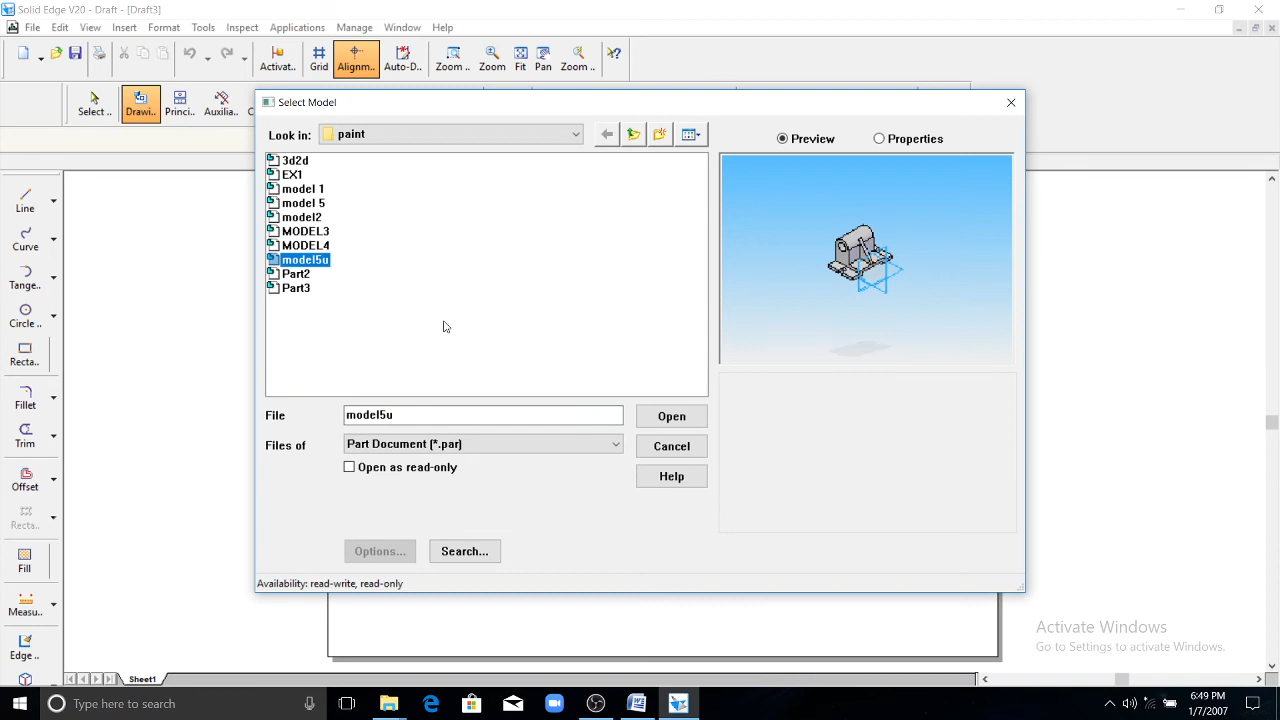 Solid Edge V20 - Draft - [Draft3]
File Edit View Insert Format Tools Inspect Applications Manage Window Help
Activat.. Grid Alignm.. Auto-D.. Zoom .. Zoom Fit Pan Zoom ..
Select .. Drawi.. Princi.. Auxilia..
Select Model
Look in: paint
Preview Properties
3d2d
EX1
model 1
model 5
model2
MODEL3
MODEL4
model5u
Part2
Part3
File model5u Open
Files of Part Document (*.par) Cancel
Open as read-only Help
Options... Search...
Availability: read-write, read-only
Line
Curve
Tange..
Circle ..
Recta..
Fillet
Trim
Offset
Recta..
Fill
Measu..
Edge ..
Activate Windows
Go to Settings to activate Windows.
Sheet1
Type here to search
6:49 PM
1/7/2007